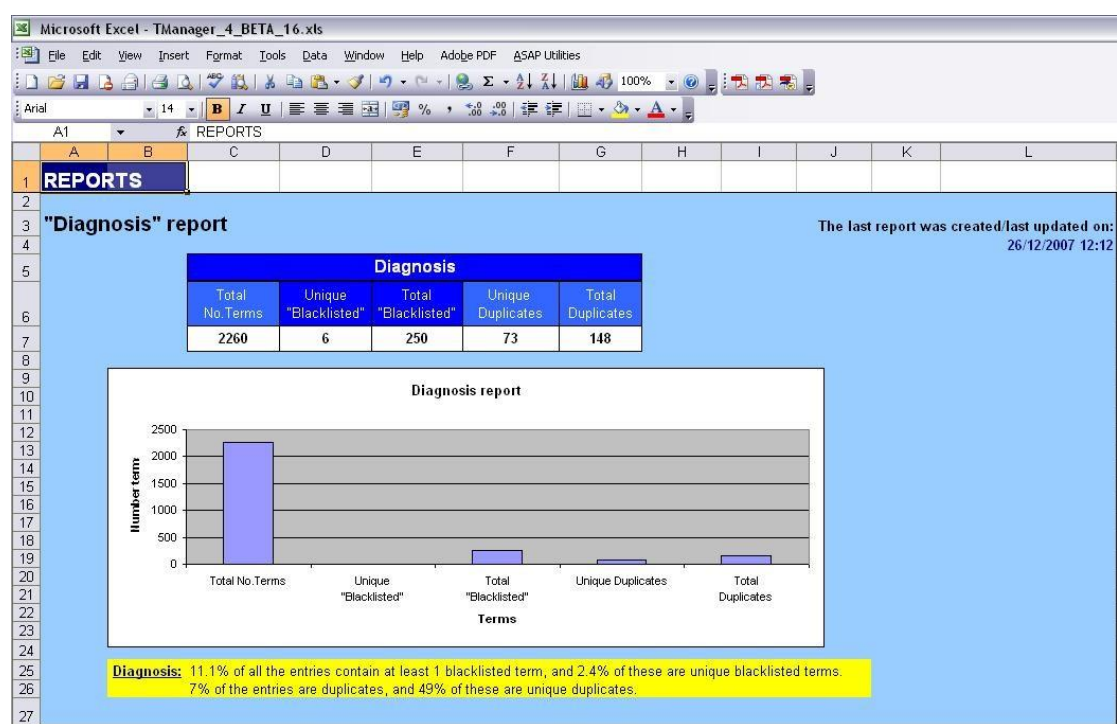 Microsoft Excel - TManager_4_BETA_16.xls
File Edit View Insert Format Tools Data Window Help Adobe PDF ASAP Utilities
100%
Arial 14 B I U % A
A1 fx REPORTS
A B C D E F G H I J K L
1 REPORTS
2
3 "Diagnosis" report The last report was created/last updated on:
4 26/12/2007 12:12
5 Diagnosis
Total Unique Total Unique Total
6 No.Terms "Blacklisted" "Blacklisted" Duplicates Duplicates
7 2260 6 250 73 148
8
9
10 Diagnosis report
11
12 2500
13
14 2000
15 1500
16 1000
17
18 500
19 0
Number term
20 Total No.Terms Unique Total Unique Duplicates Total
21 "Blacklisted" "Blacklisted" Duplicates
22 Terms
23
24
25 Diagnosis: 11.1% of all the entries contain at least 1 blacklisted term, and 2.4% of these are unique blacklisted terms.
26 7% of the entries are duplicates, and 49% of these are unique duplicates.
27